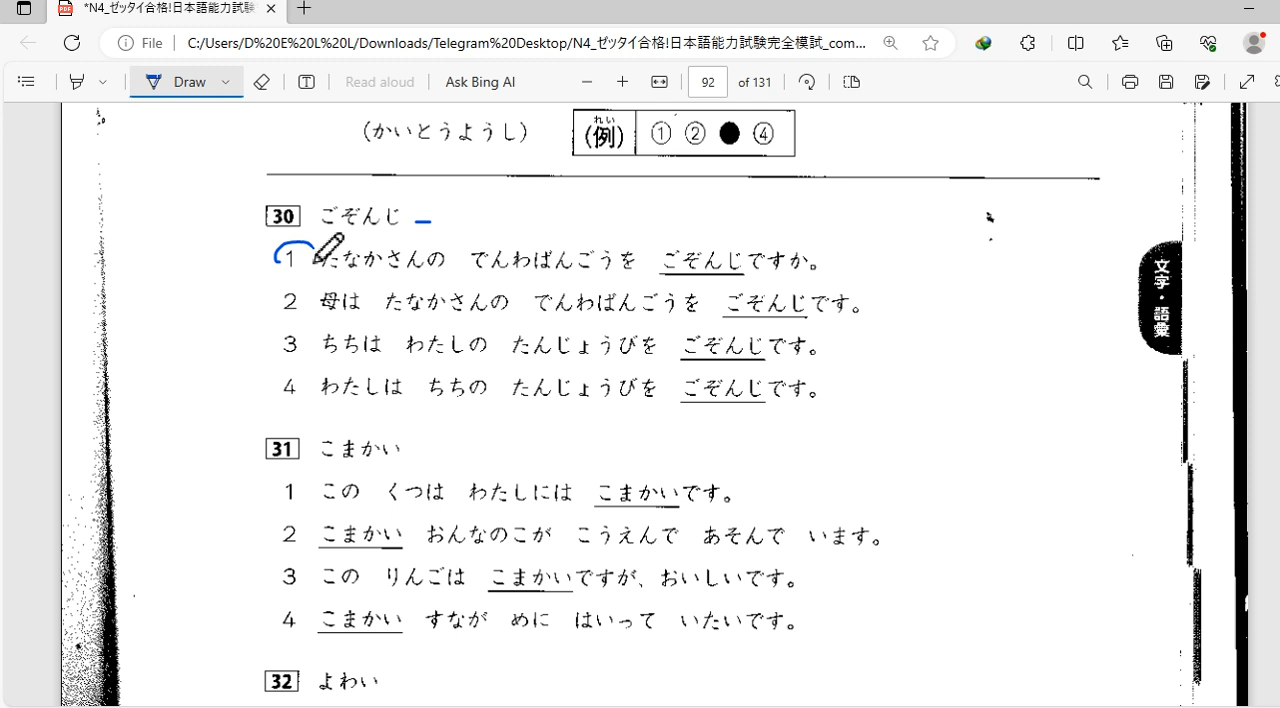 *N4_ゼッタイ合格!日本語能力試験
File C:/Users/D%20E%20L%20L/Downloads/Telegram%20Desktop/N4_ゼッタイ合格!日本語能力試験完全模試_com...
Draw Read aloud Ask Bing AI 92 of 131
(かいとうようし) (例) ① ② ● ④
れい
30 ごぞんじ
1 たなかさんの でんわばんごうを ごぞんじですか。
2 母は たなかさんの でんわばんごうを ごぞんじです。
3 ちちは わたしの たんじょうびを ごぞんじです。
4 わたしは ちちの たんじょうびを ごぞんじです。
文字・語彙
31 こまかい
1 この くつは わたしには こまかいです。
2 こまかい おんなのこが こうえんで あそんで います。
3 この りんごは こまかいですが、おいしいです。
4 こまかい すなが めに はいって いたいです。
32 よわい